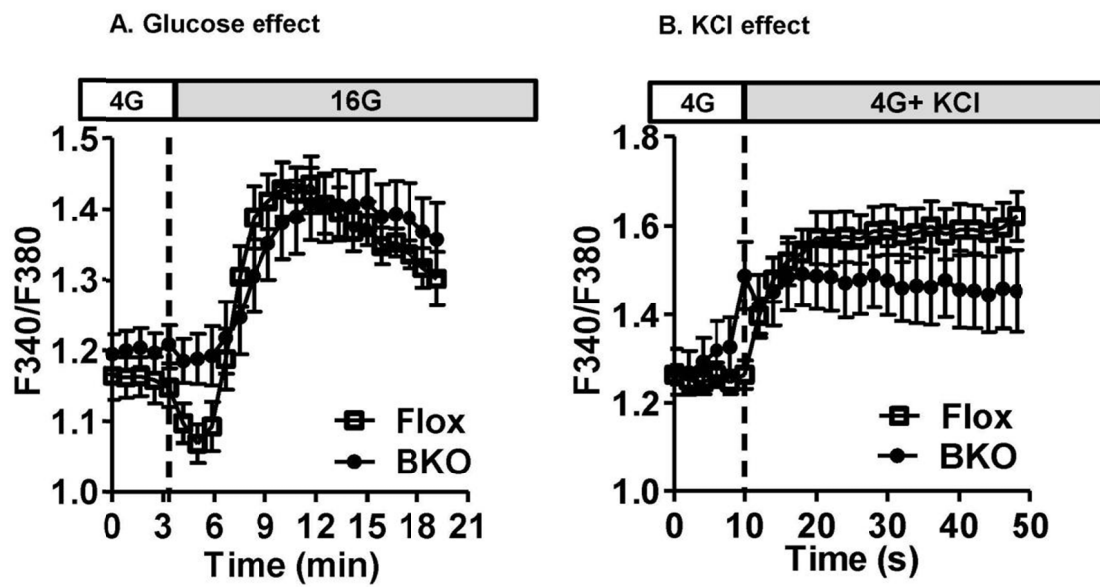 A. Glucose effect
4G 16G
F340/F380
1.5
1.4
1.3
1.2
1.1
1.0
Flox
BKO
0 3 6 9 12 15 18 21
Time (min)
B. KCl effect
4G 4G+ KCl
F340/F380
1.8
1.6
1.4
1.2
1.0
Flox
BKO
0 10 20 30 40 50
Time (s)